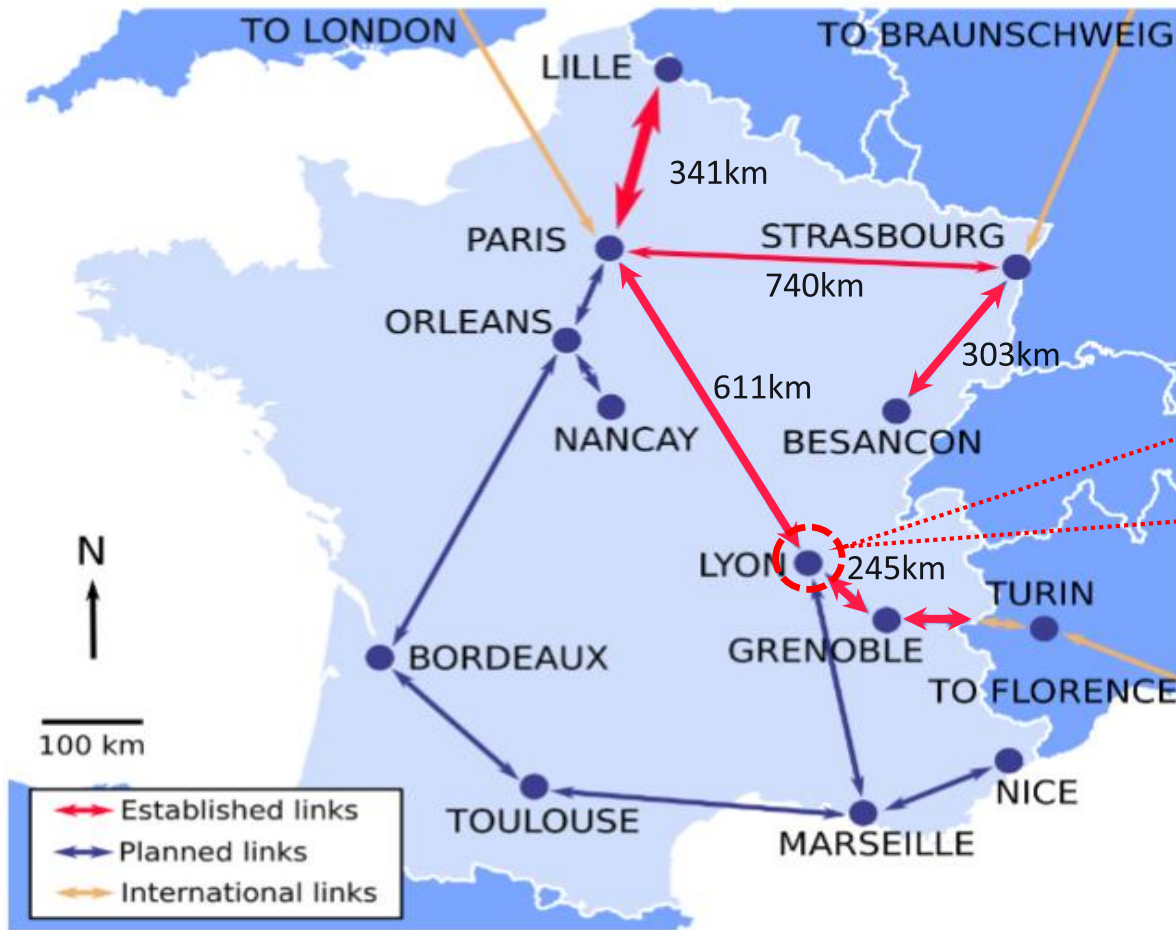 TO LONDON
TO BRAUNSCHWEIG
LILLE
341km
PARIS
STRASBOURG
740km
ORLEANS
303km
611km
NANCAY
BESANCON
N
LYON
245km
TURIN
GRENOBLE
BORDEAUX
TO FLORENCE
100 km
NICE
Established links
TOULOUSE
MARSEILLE
Planned links
International links